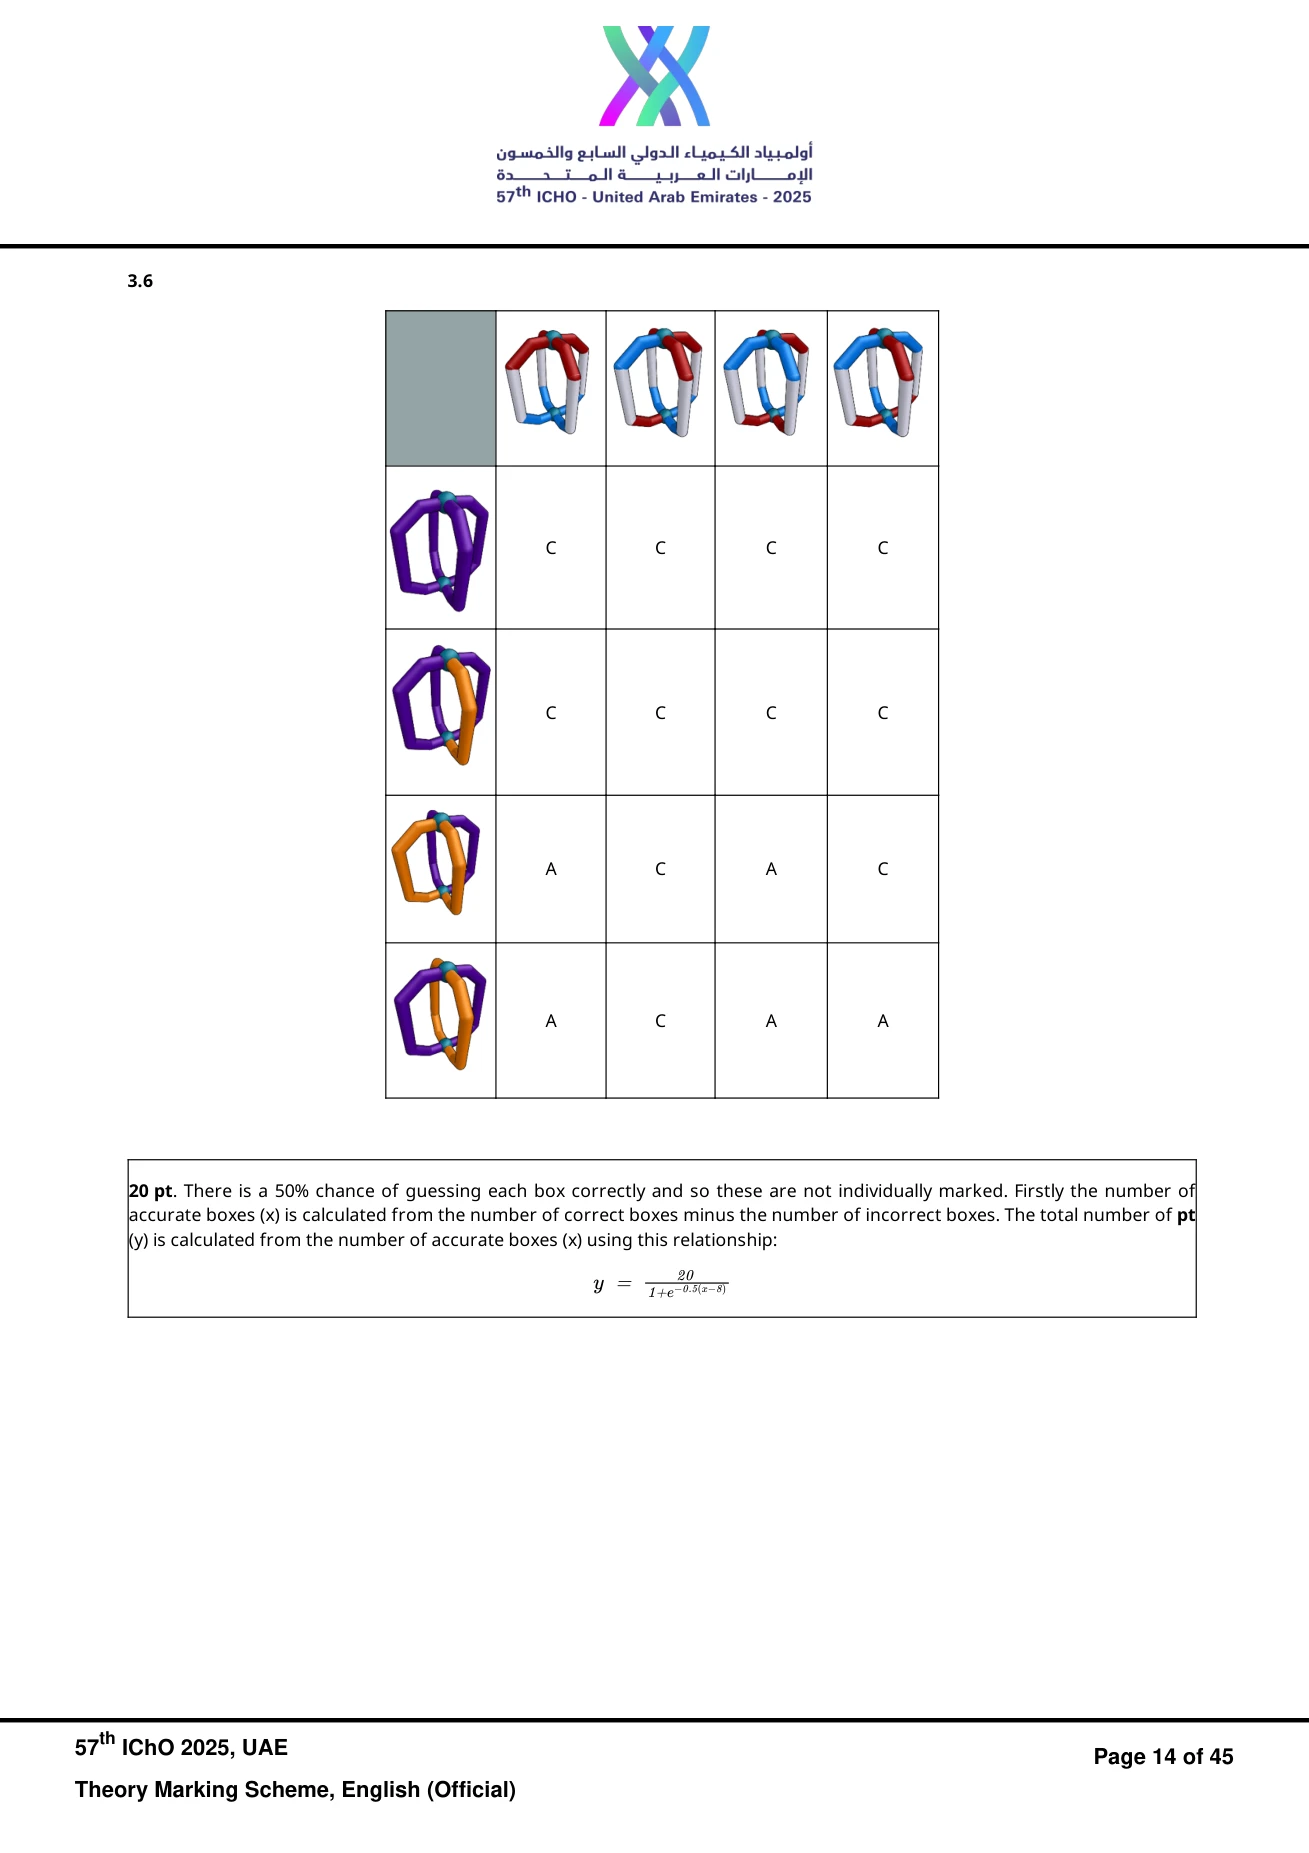 أولمبياد الكيمياء الدولي السابع والخمسون
الإمـــــارات الـعـــربـيـــــة الـمـــتـــحـــدة
57th ICHO - United Arab Emirates - 2025
3.6
C C C C
C C C C
A C A C
A C A A
20 pt. There is a 50% chance of guessing each box correctly and so these are not individually marked. Firstly the number of
accurate boxes (x) is calculated from the number of correct boxes minus the number of incorrect boxes. The total number of pt
(y) is calculated from the number of accurate boxes (x) using this relationship:
y = 20 / 1+e^{-0.5(x-8)}
57th IChO 2025, UAE
Page 14 of 45
Theory Marking Scheme, English (Official)